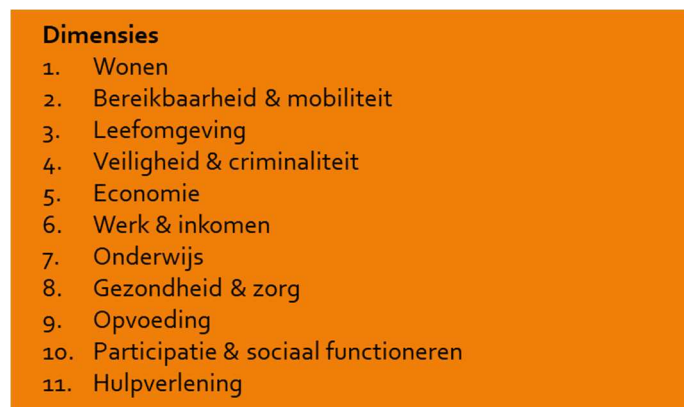 Dimensies
1. Wonen
2. Bereikbaarheid & mobiliteit
3. Leefomgeving
4. Veiligheid & criminaliteit
5. Economie
6. Werk & inkomen
7. Onderwijs
8. Gezondheid & zorg
9. Opvoeding
10. Participatie & sociaal functioneren
11. Hulpverlening